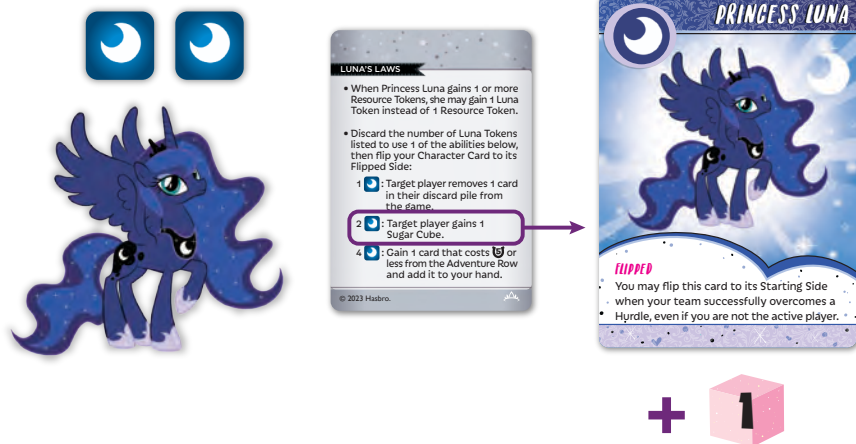 LUNA'S LAWS
• When Princess Luna gains 1 or more
Resource Tokens, she may gain 1 Luna
Token instead of 1 Resource Token.
• Discard the number of Luna Tokens
listed to use 1 of the abilities below,
then flip your Character Card to its
Flipped Side:
1 : Target player removes 1 card
in their discard pile from
the game.
2 : Target player gains 1
Sugar Cube.
4 : Gain 1 card that costs 5 or
less from the Adventure Row
and add it to your hand.
© 2023 Hasbro.
PRINCESS LUNA
FLIPPED
You may flip this card to its Starting Side
when your team successfully overcomes a
Hurdle, even if you are not the active player.
+ 1